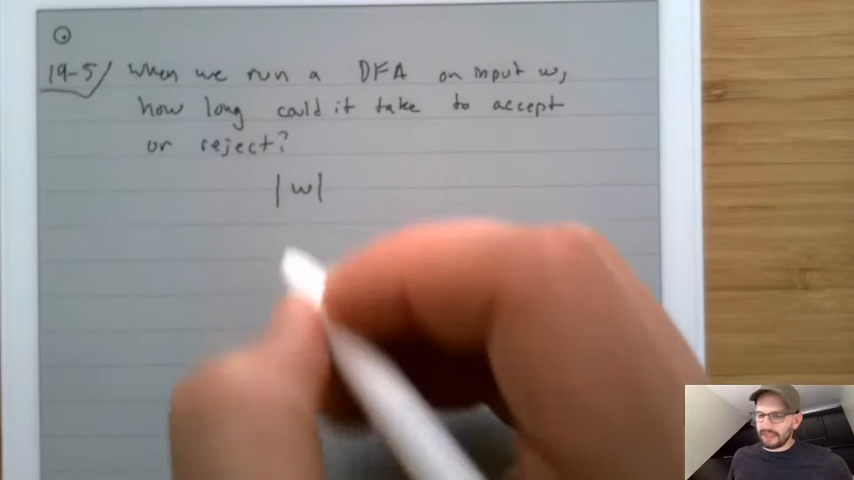 19-5/ when we run a DFA on input w,
how long could it take to accept
or reject?
|w|